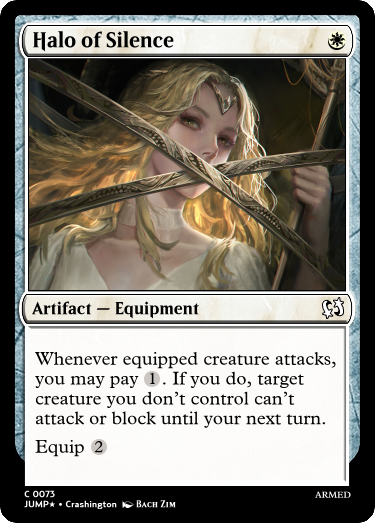 Halo of Silence
Artifact — Equipment
Whenever equipped creature attacks,
you may pay 1. If you do, target
creature you don't control can't
attack or block until your next turn.
Equip 2
C 0073
ARMED
JUMP★ • Crashington Bach Zim